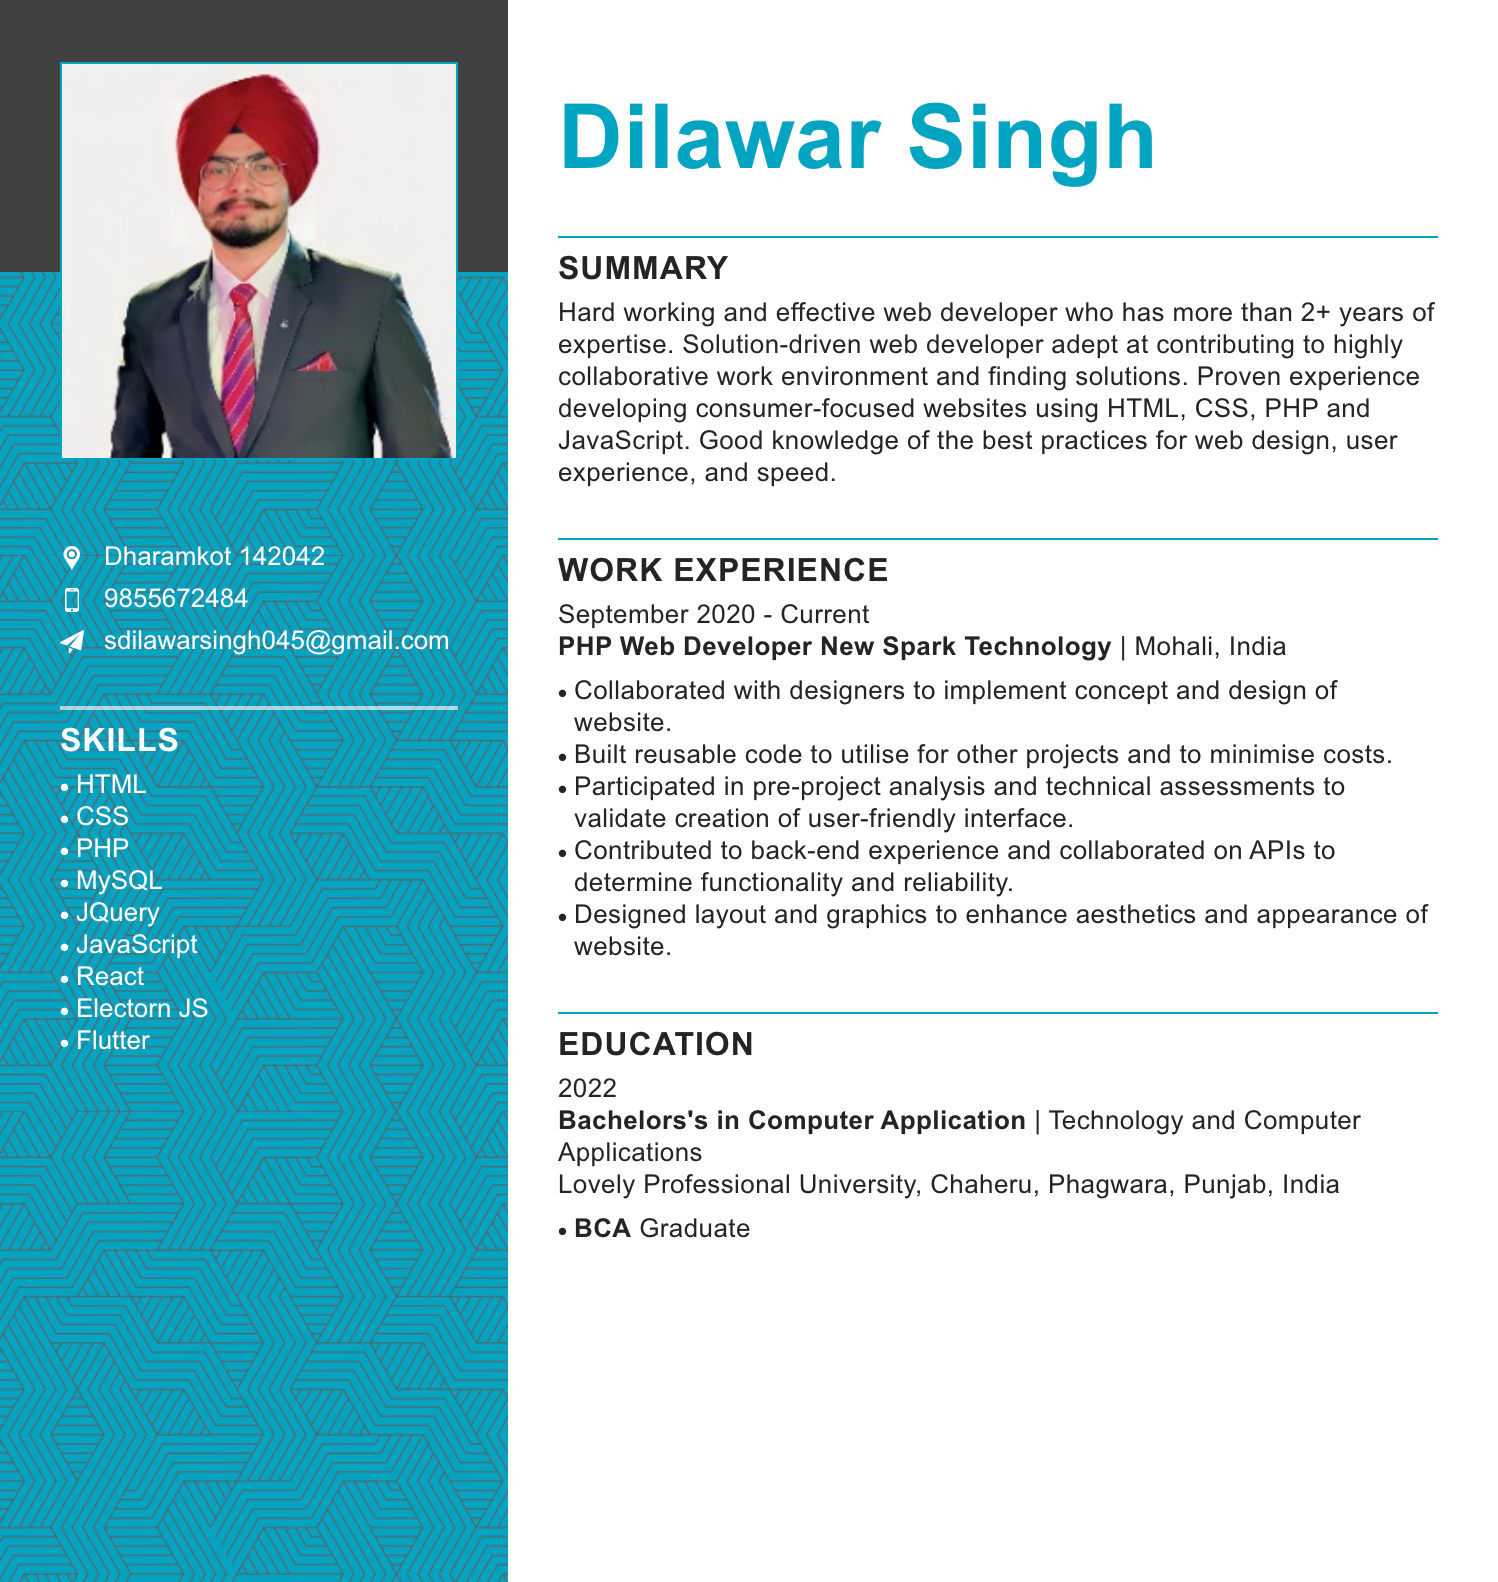 Dilawar Singh
SUMMARY
Hard working and effective web developer who has more than 2+ years of
expertise. Solution-driven web developer adept at contributing to highly
collaborative work environment and finding solutions. Proven experience
developing consumer-focused websites using HTML, CSS, PHP and
JavaScript. Good knowledge of the best practices for web design, user
experience, and speed.
WORK EXPERIENCE
September 2020 - Current
PHP Web Developer New Spark Technology | Mohali, India
• Collaborated with designers to implement concept and design of
website.
• Built reusable code to utilise for other projects and to minimise costs.
• Participated in pre-project analysis and technical assessments to
validate creation of user-friendly interface.
• Contributed to back-end experience and collaborated on APIs to
determine functionality and reliability.
• Designed layout and graphics to enhance aesthetics and appearance of
website.
EDUCATION
2022
Bachelors's in Computer Application | Technology and Computer
Applications
Lovely Professional University, Chaheru, Phagwara, Punjab, India
• BCA Graduate
Dharamkot 142042
9855672484
sdilawarsingh045@gmail.com
SKILLS
• HTML
• CSS
• PHP
• MySQL
• JQuery
• JavaScript
• React
• Electorn JS
• Flutter